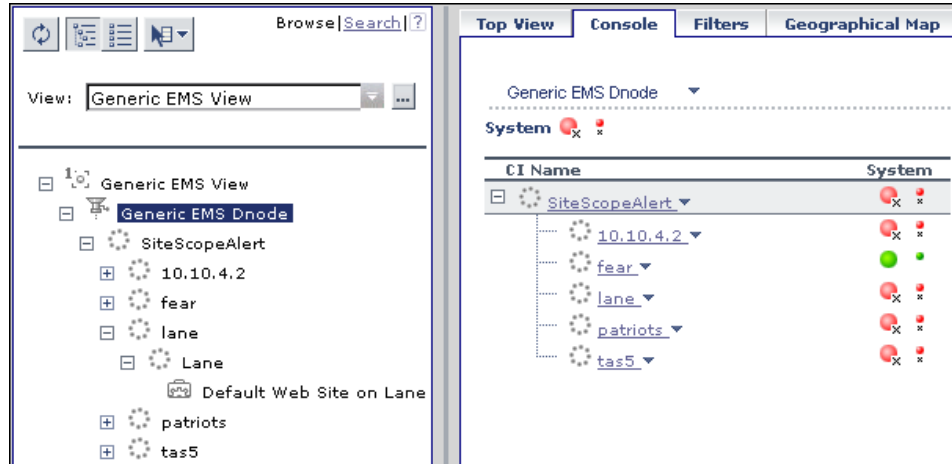 Browse|Search|?
View: Generic EMS View ...
1 Generic EMS View
Generic EMS Dnode
SiteScopeAlert
10.10.4.2
fear
lane
Lane
Default Web Site on Lane
patriots
tas5
Top View Console Filters Geographical Map
Generic EMS Dnode
System
CI Name System
SiteScopeAlert
10.10.4.2
fear
lane
patriots
tas5